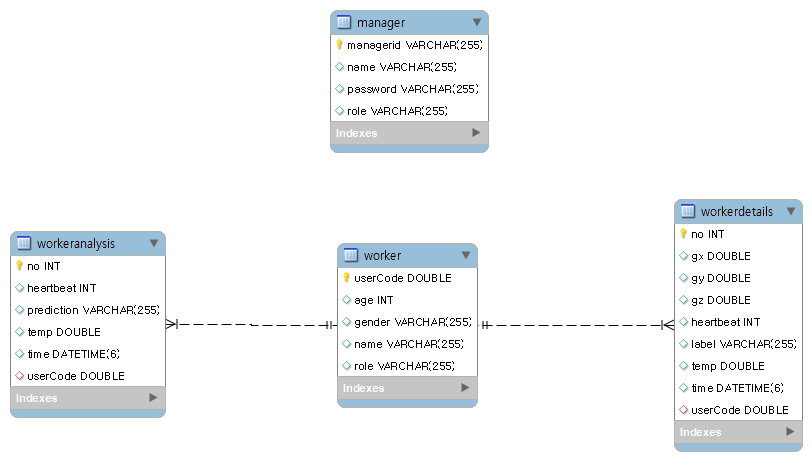 manager
managerid VARCHAR(255)
name VARCHAR(255)
password VARCHAR(255)
role VARCHAR(255)
Indexes
workeranalysis
no INT
heartbeat INT
prediction VARCHAR(255)
temp DOUBLE
time DATETIME(6)
userCode DOUBLE
Indexes
worker
userCode DOUBLE
age INT
gender VARCHAR(255)
name VARCHAR(255)
role VARCHAR(255)
Indexes
workerdetails
no INT
gx DOUBLE
gy DOUBLE
gz DOUBLE
heartbeat INT
label VARCHAR(255)
temp DOUBLE
time DATETIME(6)
userCode DOUBLE
Indexes